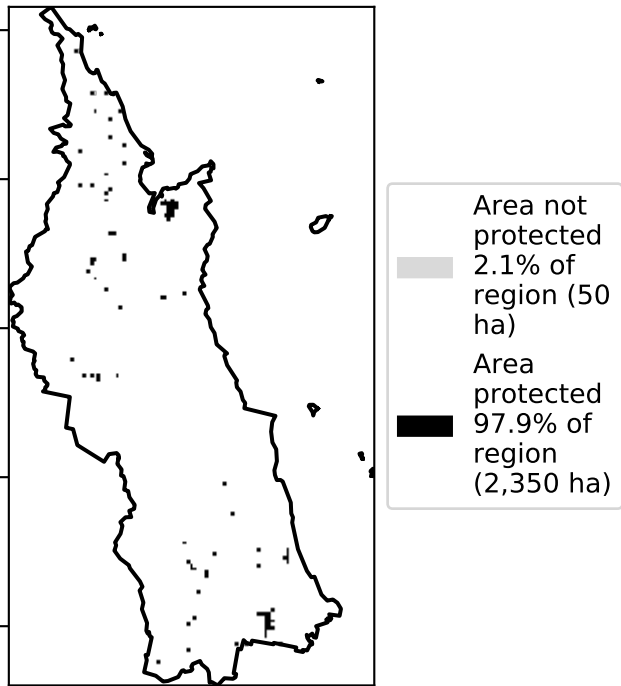 Area not
protected
2.1% of
region (50
ha)
Area
protected
97.9% of
region
(2,350 ha)